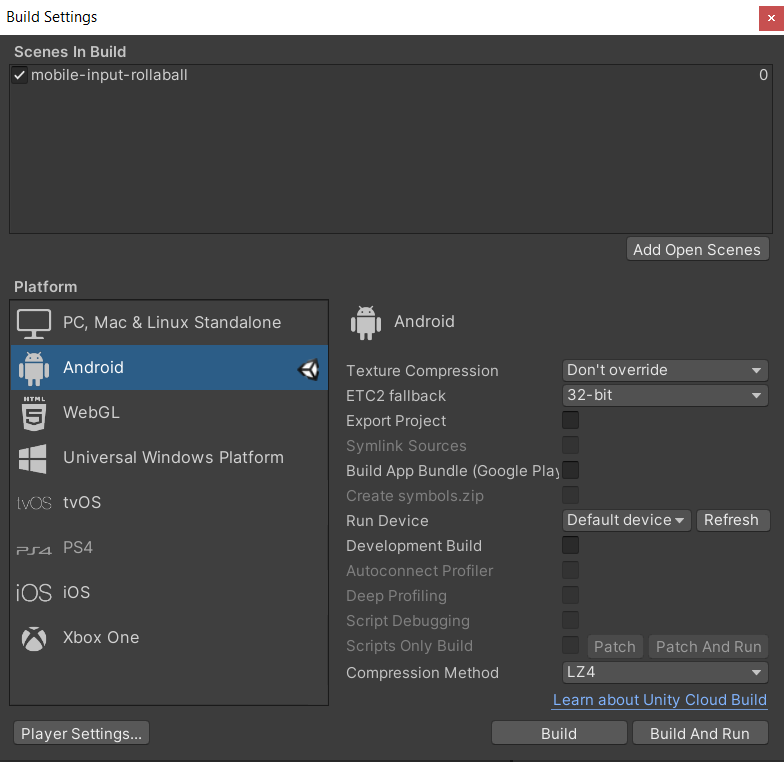 Build Settings
Scenes In Build
mobile-input-rollaball 0
Add Open Scenes
Platform
PC, Mac & Linux Standalone
Android
HTML
5
WebGL
Universal Windows Platform
tvOS tvOS
PS4 PS4
iOS iOS
Xbox One
Android
Texture Compression Don't override
ETC2 fallback 32-bit
Export Project
Symlink Sources
Build App Bundle (Google Play
Create symbols.zip
Run Device Default device Refresh
Development Build
Autoconnect Profiler
Deep Profiling
Script Debugging
Scripts Only Build Patch Patch And Run
Compression Method LZ4
Learn about Unity Cloud Build
Player Settings... Build Build And Run